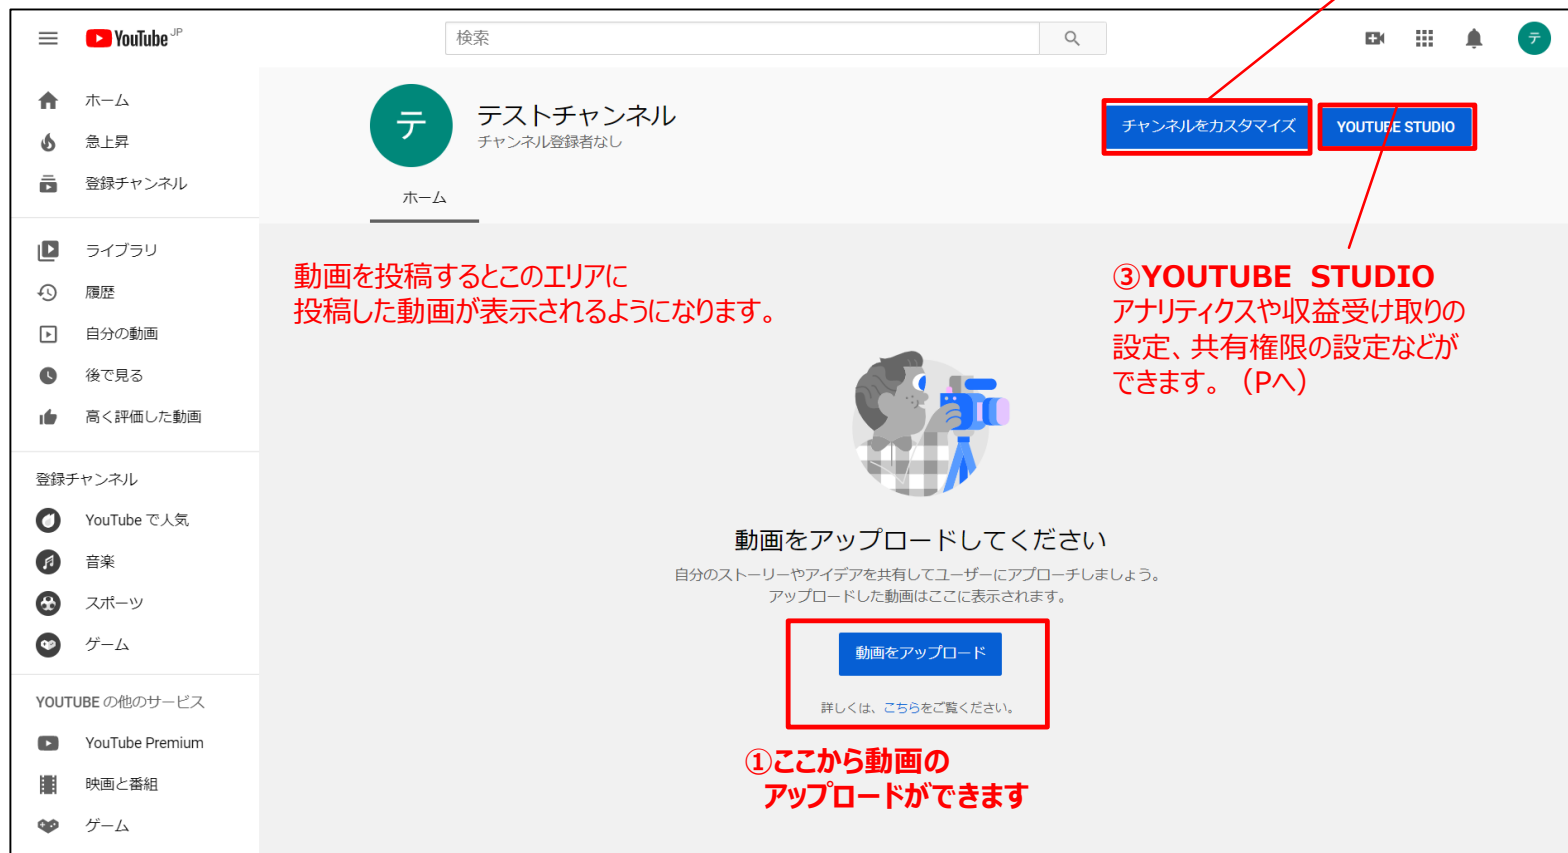 YouTube JP
検索
テ
ホーム
急上昇
登録チャンネル
ライブラリ
履歴
自分の動画
後で見る
高く評価した動画
登録チャンネル
YouTube で人気
音楽
スポーツ
ゲーム
YOUTUBE の他のサービス
YouTube Premium
映画と番組
ゲーム
テ
テストチャンネル
チャンネル登録者なし
チャンネルをカスタマイズ
YOUTUBE STUDIO
ホーム
動画を投稿するとこのエリアに
投稿した動画が表示されるようになります。
③YOUTUBE STUDIO
アナリティクスや収益受け取りの
設定、共有権限の設定などが
できます。（Pへ）
動画をアップロードしてください
自分のストーリーやアイデアを共有してユーザーにアプローチしましょう。
アップロードした動画はここに表示されます。
動画をアップロード
詳しくは、こちらをご覧ください。
①ここから動画の
アップロードができます